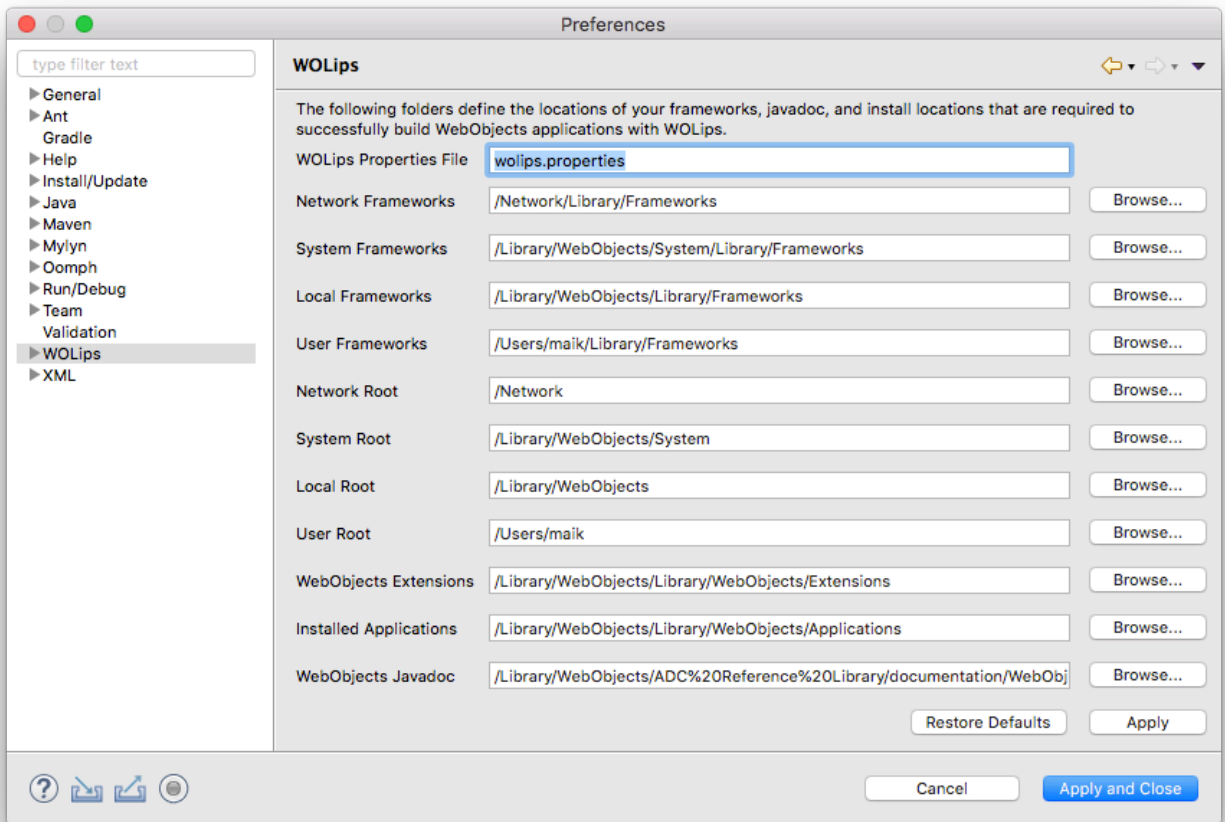 Preferences
type filter text
General
Ant
Gradle
Help
Install/Update
Java
Maven
Mylyn
Oomph
Run/Debug
Team
Validation
WOLips
XML
WOLips
The following folders define the locations of your frameworks, javadoc, and install locations that are required to
successfully build WebObjects applications with WOLips.
WOLips Properties File wolips.properties
Network Frameworks /Network/Library/Frameworks Browse...
System Frameworks /Library/WebObjects/System/Library/Frameworks Browse...
Local Frameworks /Library/WebObjects/Library/Frameworks Browse...
User Frameworks /Users/maik/Library/Frameworks Browse...
Network Root /Network Browse...
System Root /Library/WebObjects/System Browse...
Local Root /Library/WebObjects Browse...
User Root /Users/maik Browse...
WebObjects Extensions /Library/WebObjects/Library/WebObjects/Extensions Browse...
Installed Applications /Library/WebObjects/Library/WebObjects/Applications Browse...
WebObjects Javadoc /Library/WebObjects/ADC%20Reference%20Library/documentation/WebObj Browse...
Restore Defaults Apply
? Cancel Apply and Close